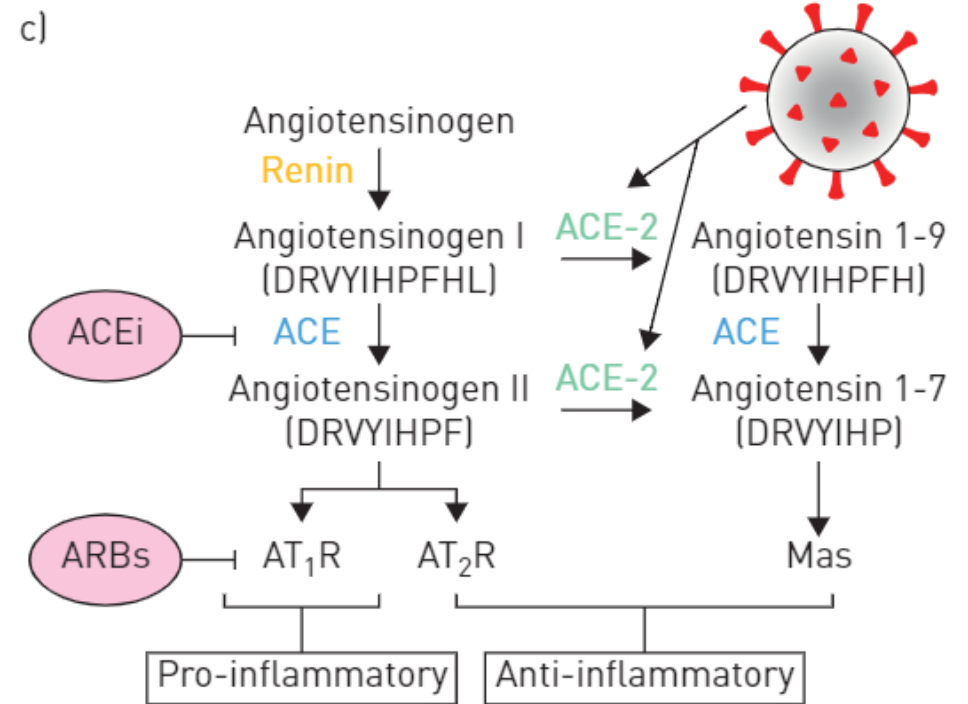 c)
Angiotensinogen
Renin
Angiotensinogen I
(DRVYIHPFHL)
ACE-2
Angiotensin 1-9
(DRVYIHPFH)
ACEi
ACE
ACE
Angiotensinogen II
(DRVYIHPF)
ACE-2
Angiotensin 1-7
(DRVYIHP)
ARBs
AT₁R
AT₂R
Mas
Pro-inflammatory
Anti-inflammatory